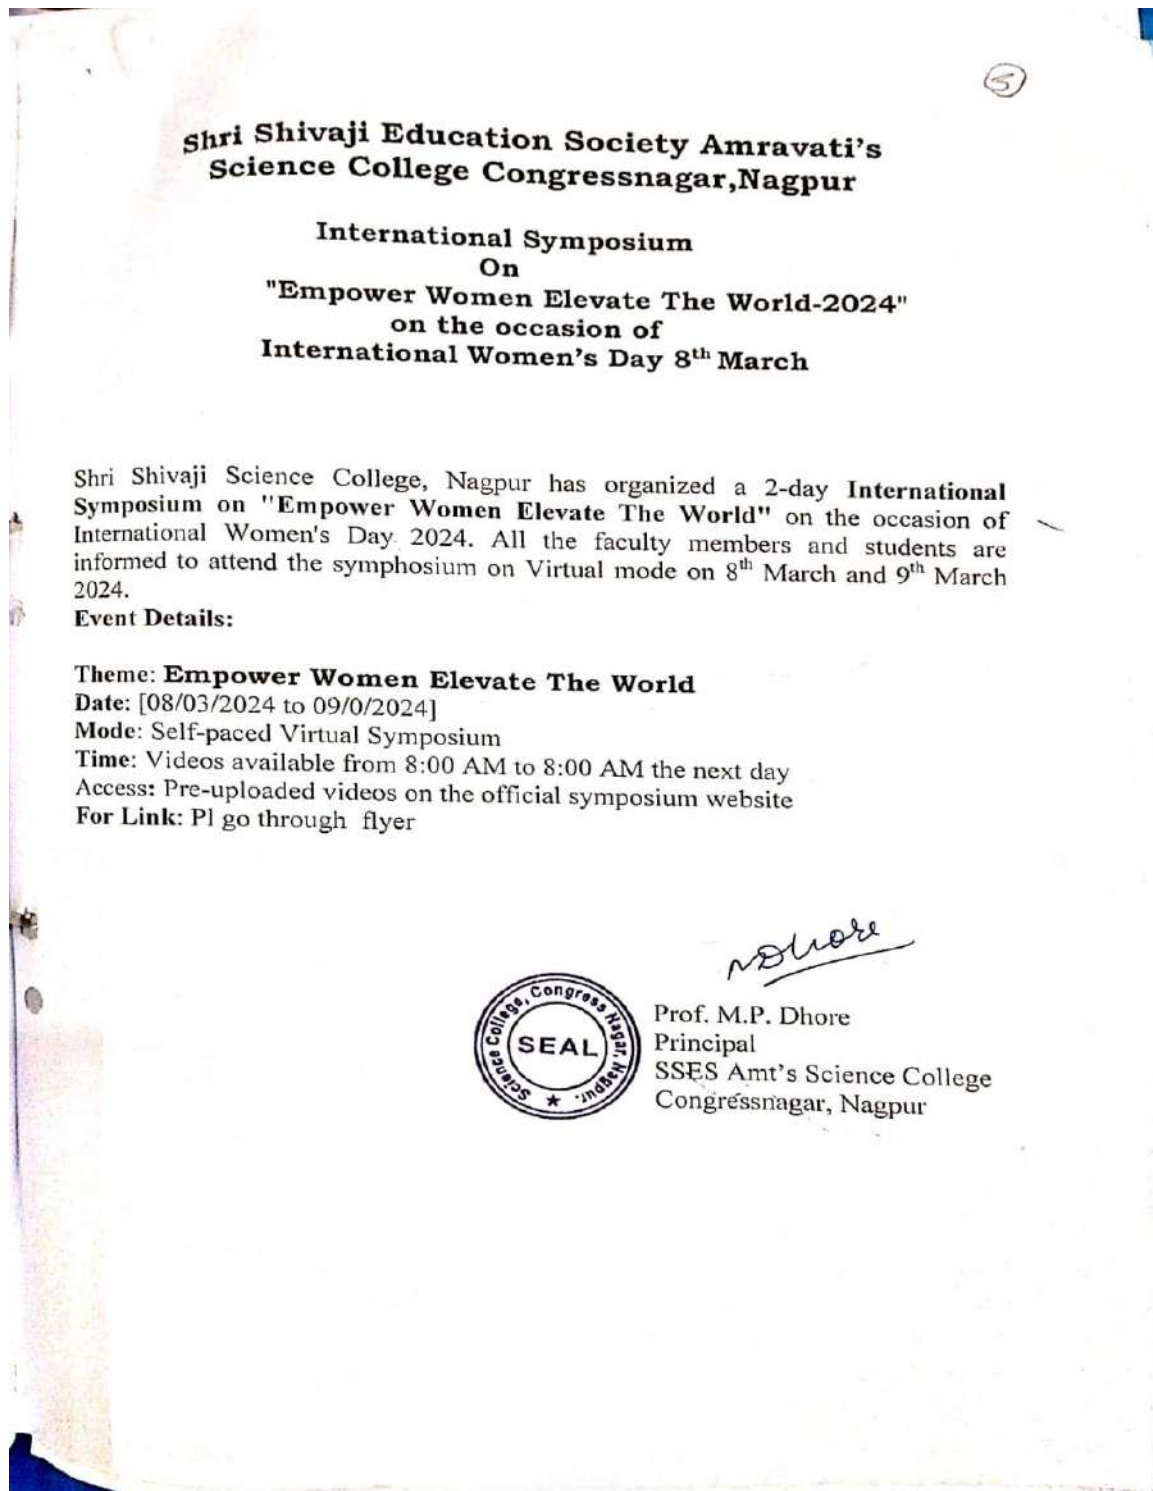 5
Shri Shivaji Education Society Amravati's
Science College Congressnagar,Nagpur
International Symposium
On
"Empower Women Elevate The World-2024"
on the occasion of
International Women's Day 8th March
Shri Shivaji Science College, Nagpur has organized a 2-day International
Symposium on "Empower Women Elevate The World" on the occasion of
International Women's Day 2024. All the faculty members and students are
informed to attend the symphosium on Virtual mode on 8th March and 9th March
2024.
Event Details:
Theme: Empower Women Elevate The World
Date: [08/03/2024 to 09/0/2024]
Mode: Self-paced Virtual Symposium
Time: Videos available from 8:00 AM to 8:00 AM the next day
Access: Pre-uploaded videos on the official symposium website
For Link: Pl go through flyer
Dhore
Science College, Congress Nagar, Nagpur.
SEAL
Prof. M.P. Dhore
Principal
SSES Amt's Science College
Congressnagar, Nagpur